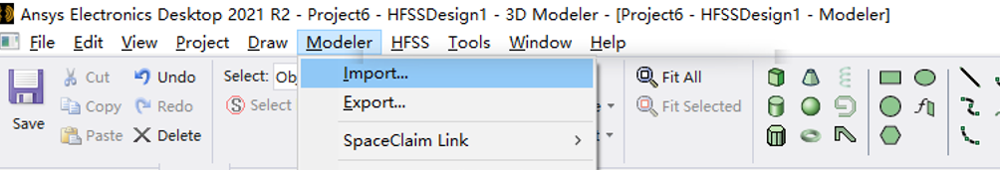 Ansys Electronics Desktop 2021 R2 - Project6 - HFSSDesign1 - 3D Modeler - [Project6 - HFSSDesign1 - Modeler]
File Edit View Project Draw Modeler HFSS Tools Window Help
Save
Cut Undo
Copy Redo
Paste Delete
Select: Obj
Select
Import...
Export...
SpaceClaim Link
Fit All
Fit Selected